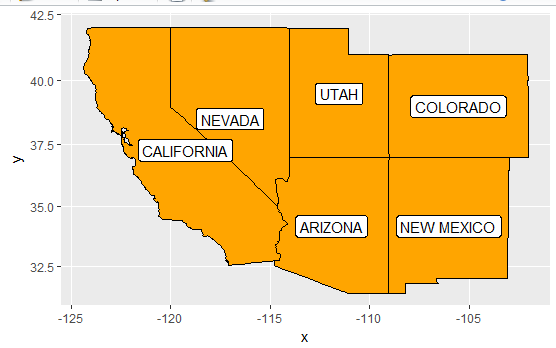 42.5
40.0
37.5
35.0
32.5
y
UTAH
COLORADO
NEVADA
CALIFORNIA
ARIZONA
NEW MEXICO
-125
-120
-115
-110
-105
x